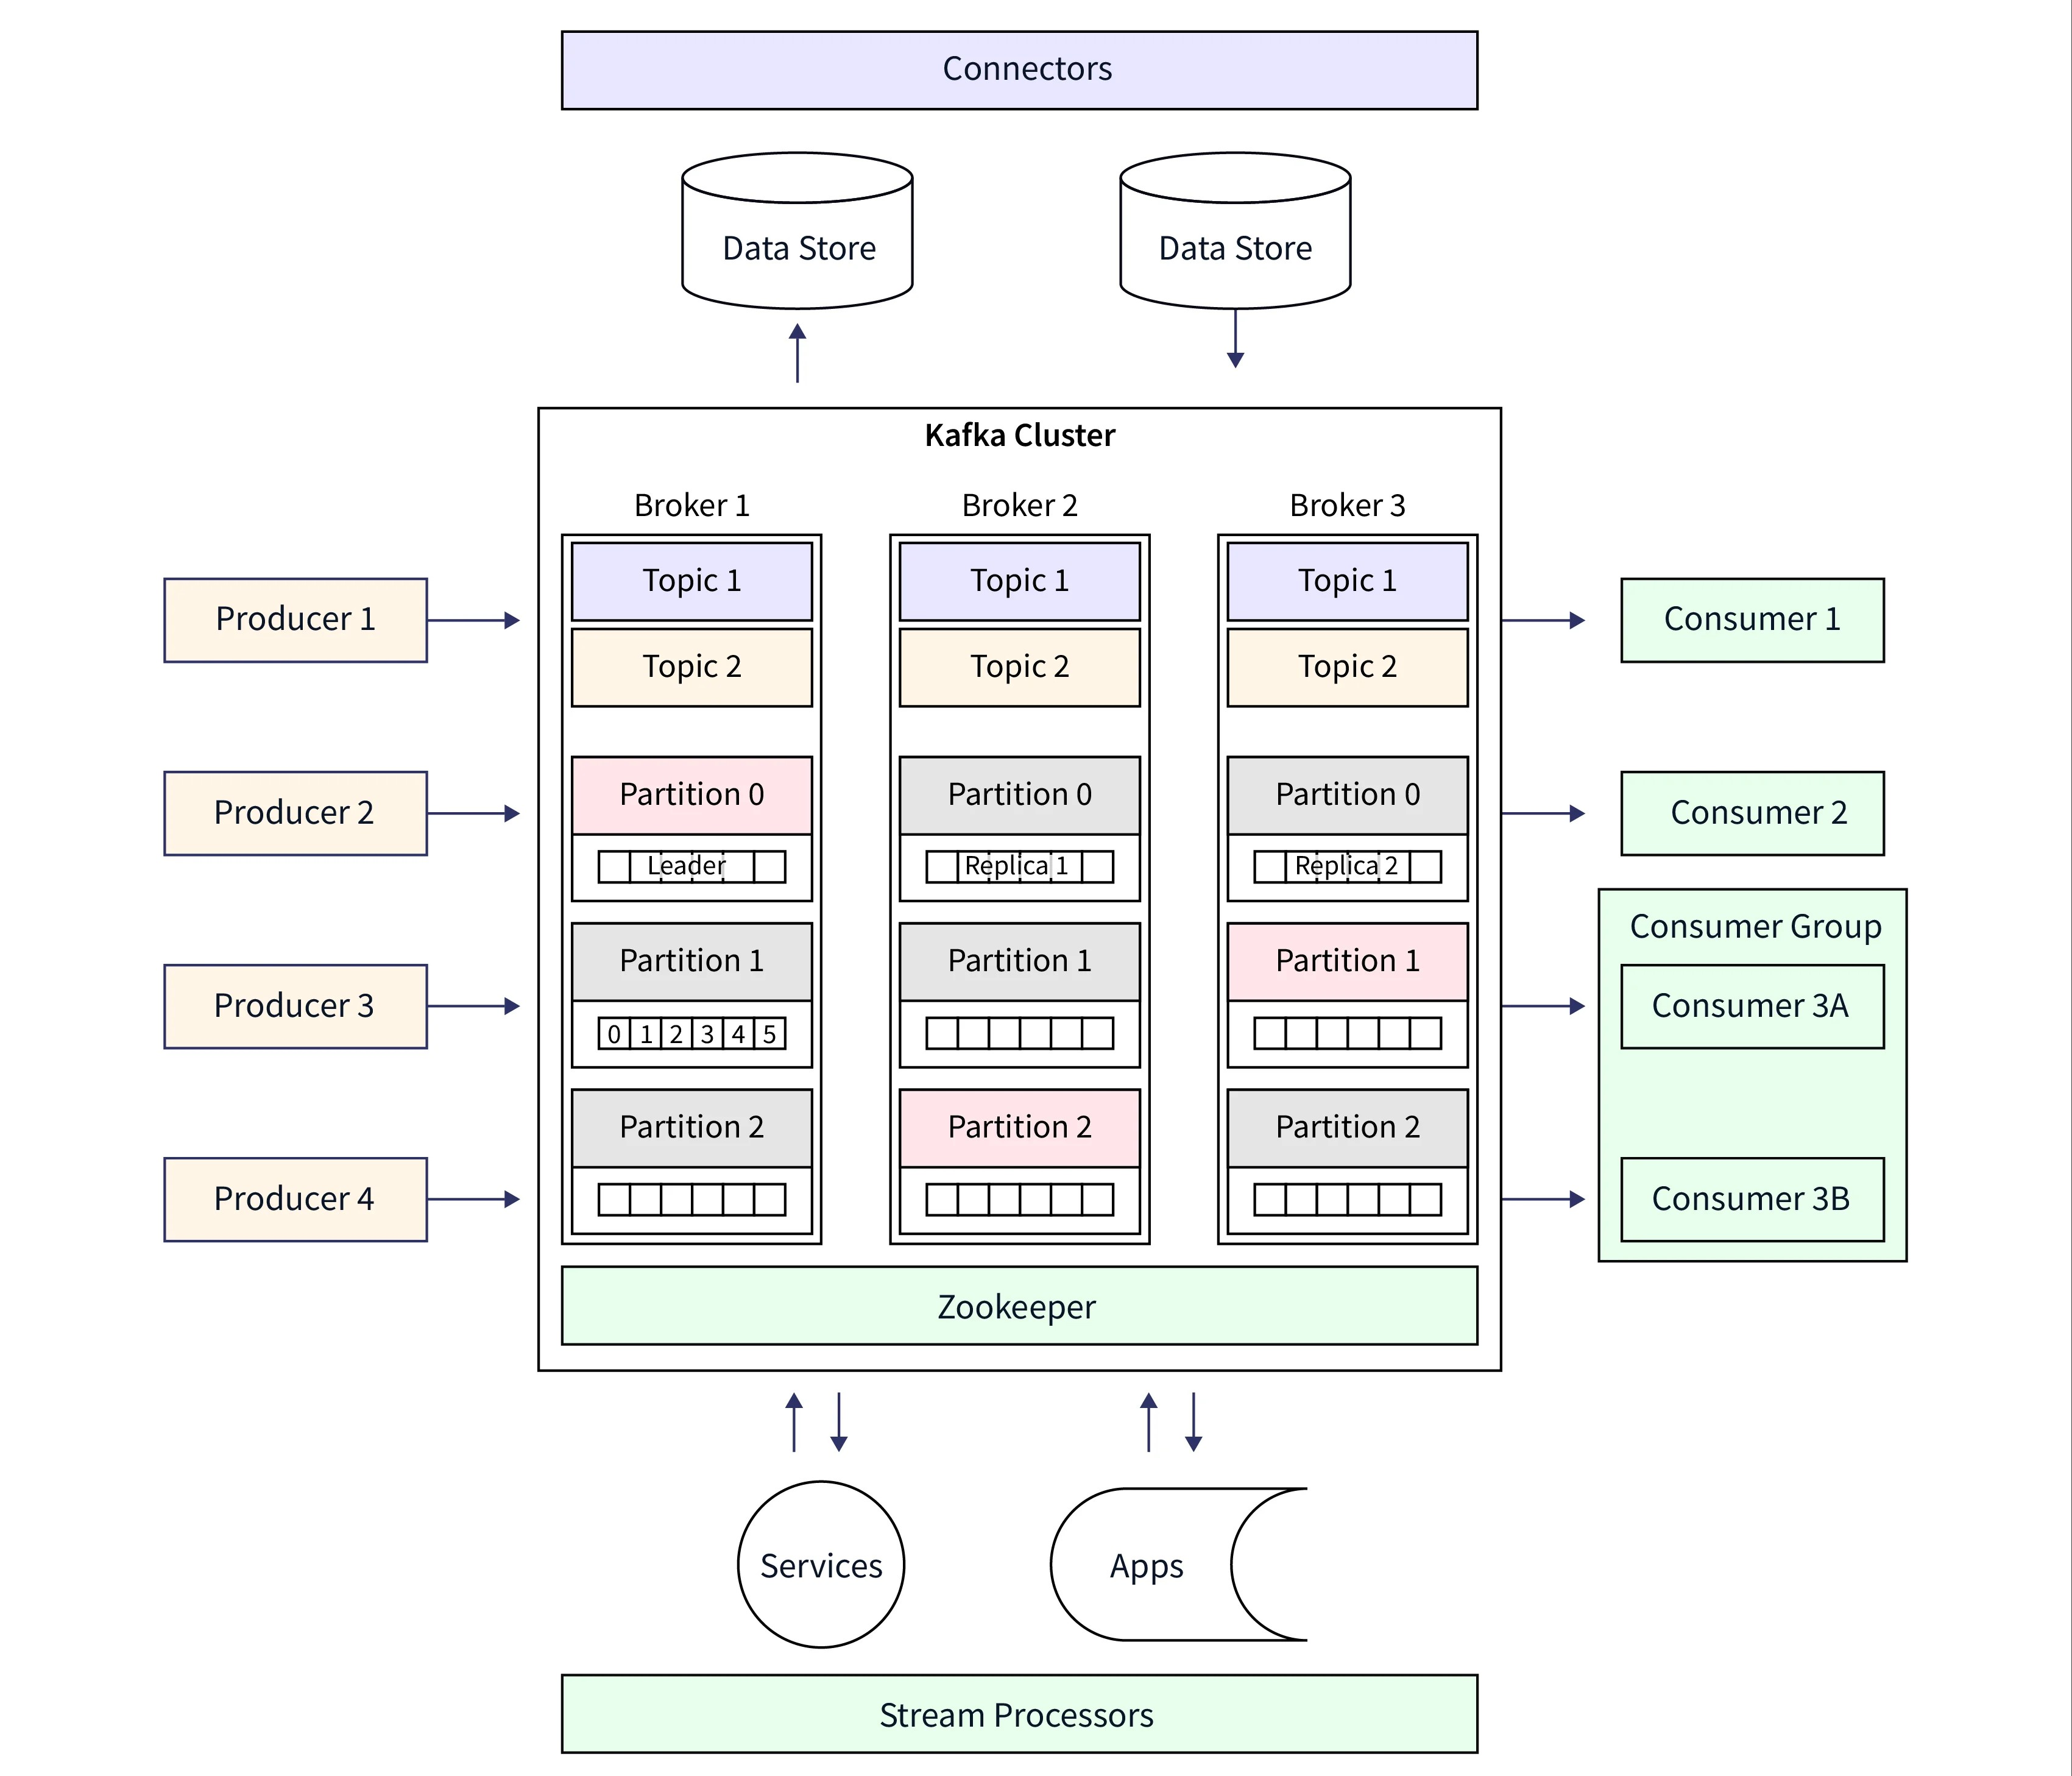 Connectors
Data Store
Data Store
Kafka Cluster
Broker 1
Broker 2
Broker 3
Topic 1
Topic 1
Topic 1
Topic 2
Topic 2
Topic 2
Partition 0
Partition 0
Partition 0
Leader
Replica 1
Replica 2
Partition 1
Partition 1
Partition 1
0 1 2 3 4 5
Partition 2
Partition 2
Partition 2
Zookeeper
Producer 1
Producer 2
Producer 3
Producer 4
Consumer 1
Consumer 2
Consumer Group
Consumer 3A
Consumer 3B
Services
Apps
Stream Processors